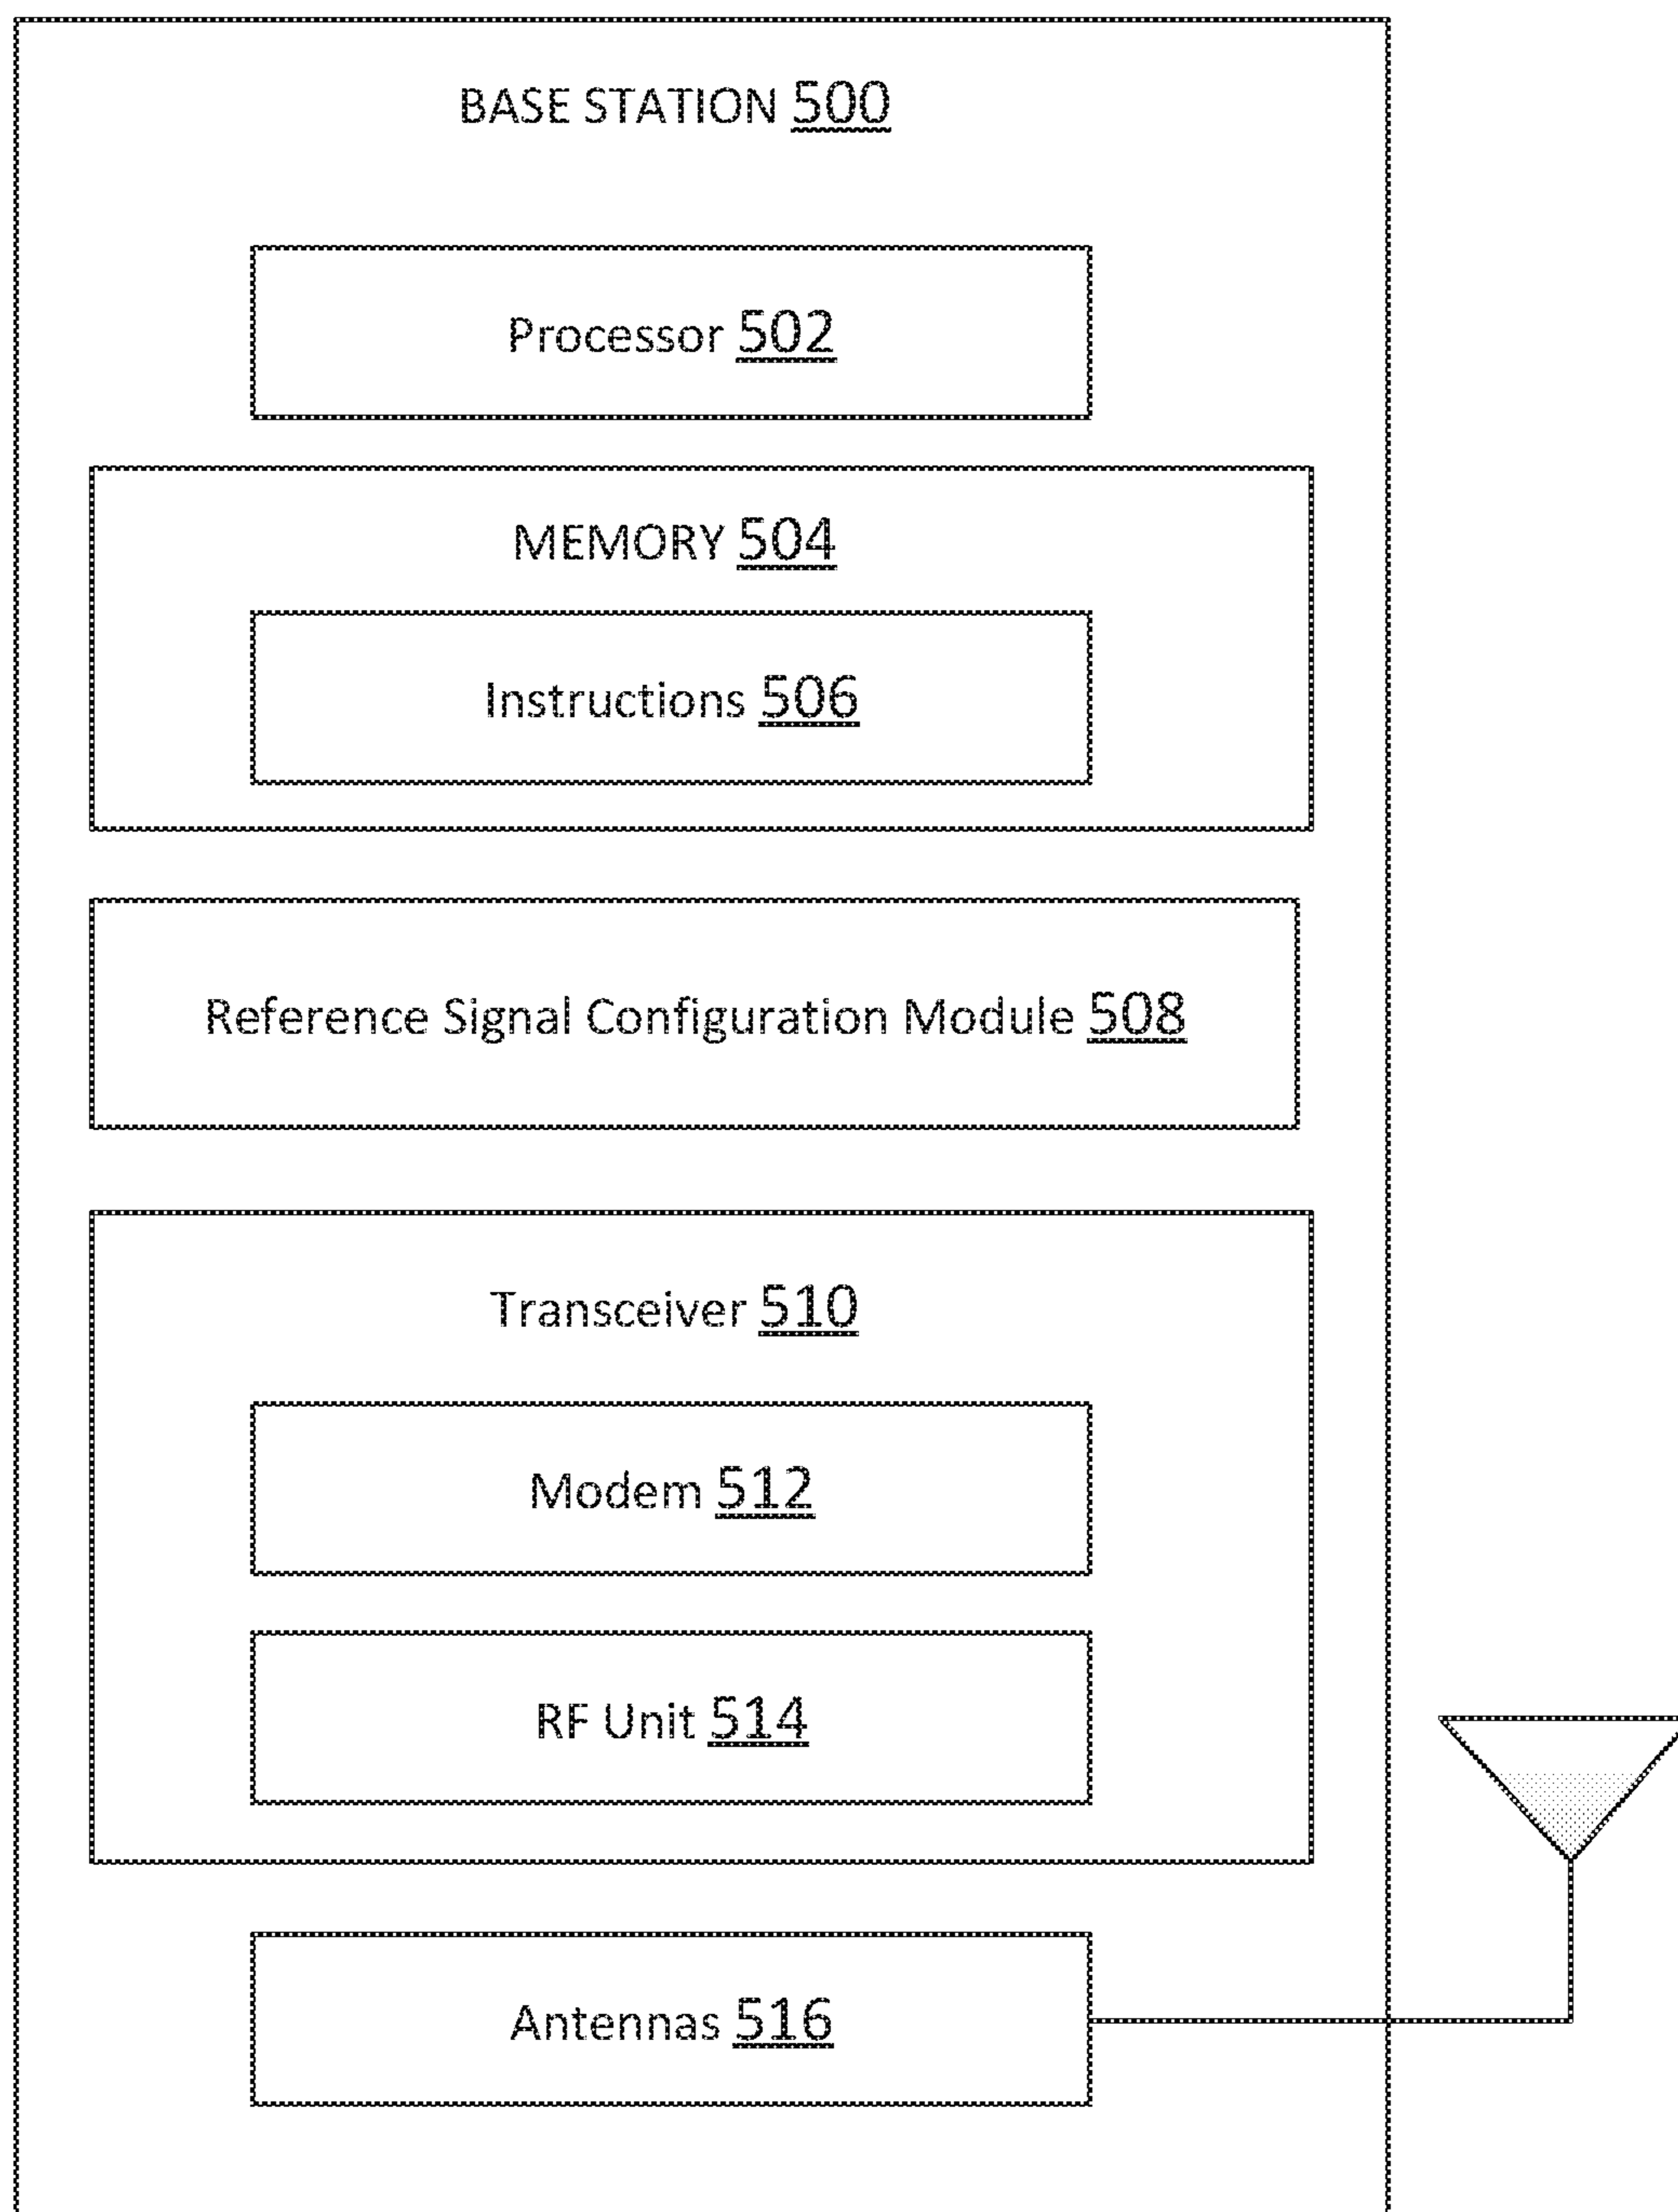 BASE STATION 500
Processor 502
MEMORY 504
Instructions 506
Reference Signal Configuration Module 508
Transceiver 510
Modem 512
RF Unit 514
Antennas 516